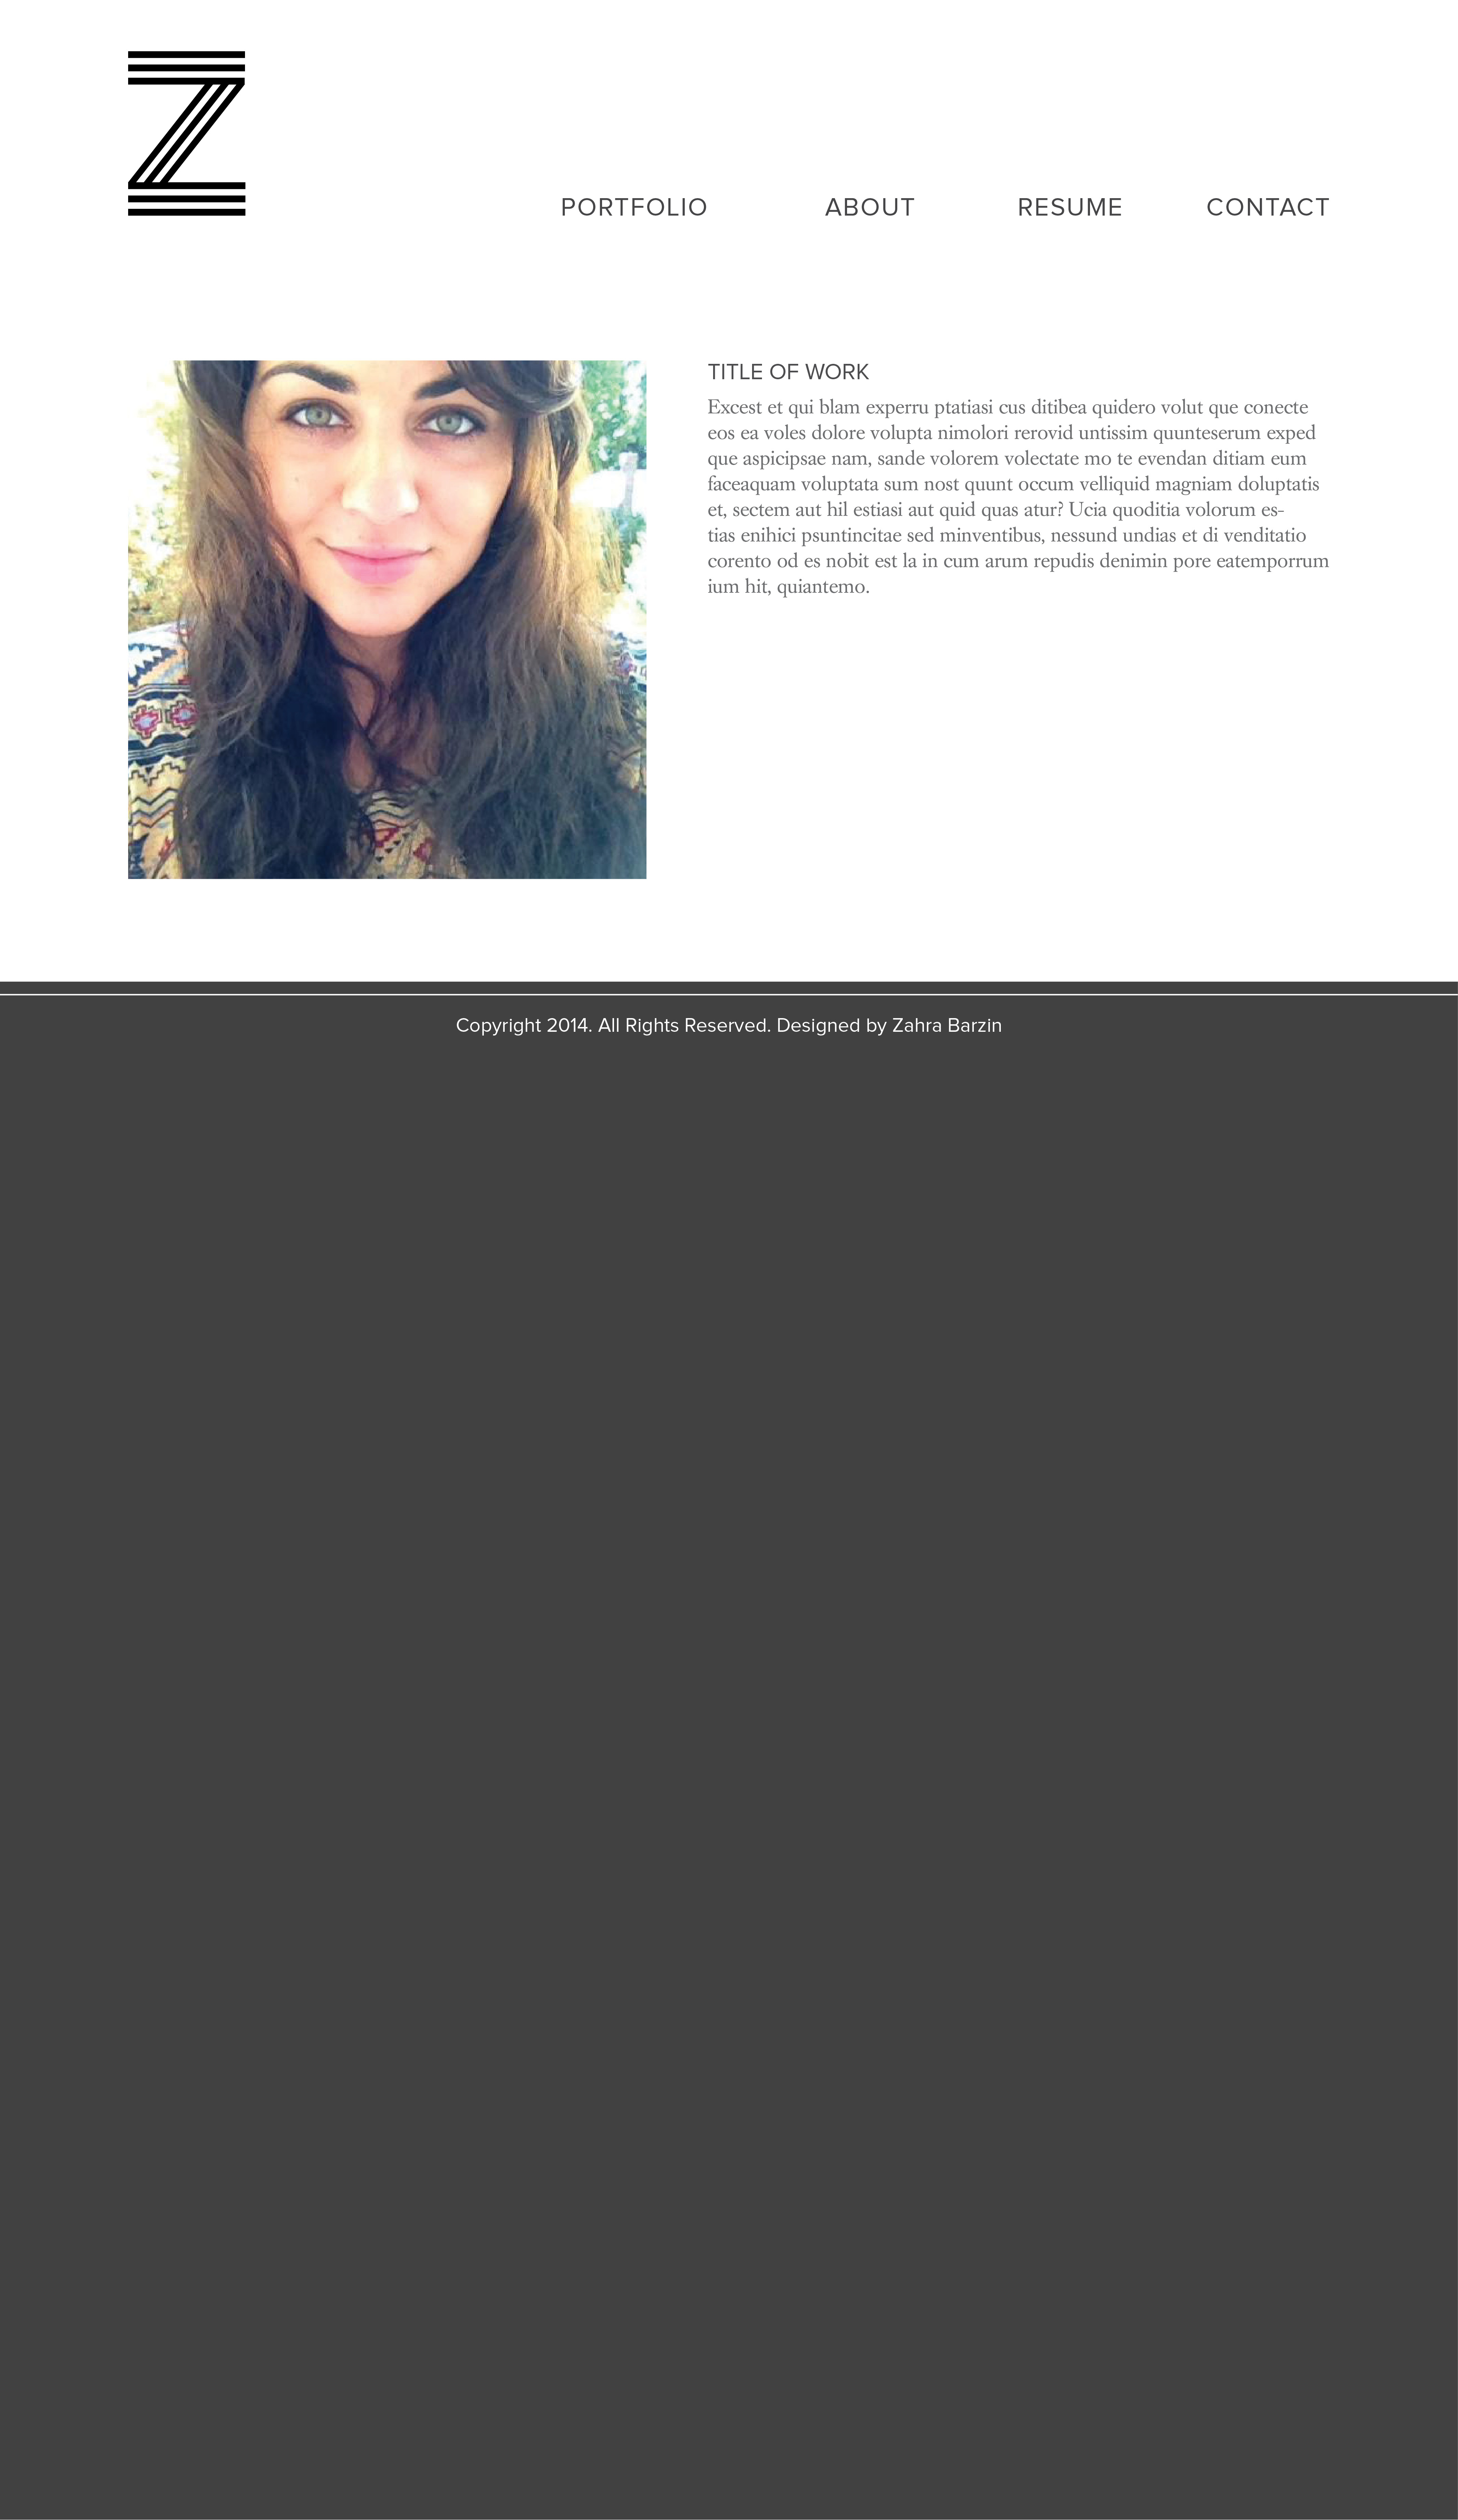 Z
PORTFOLIO ABOUT RESUME CONTACT
TITLE OF WORK
Excest et qui blam experru ptatiasi cus ditibea quidero volut que conecte
eos ea voles dolore volupta nimolori rerovid untissim quunteserum exped
que aspicipsae nam, sande volorem volectate mo te evendan ditiam eum
faceaquam voluptata sum nost quunt occum velliquid magniam doluptatis
et, sectem aut hil estiasi aut quid quas atur? Ucia quoditia volorum es-
tias enihici psuntincitae sed minventibus, nessund undias et di venditatio
corento od es nobit est la in cum arum repudis denimin pore eatemporrum
ium hit, quiantemo.
Copyright 2014. All Rights Reserved. Designed by Zahra Barzin